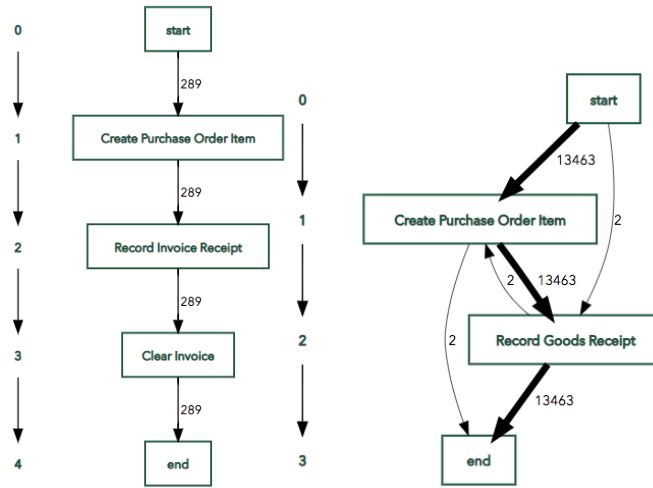 0
start
289
1
Create Purchase Order Item
289
2
Record Invoice Receipt
289
3
Clear Invoice
289
4
end
0
start
13463
2
1
Create Purchase Order Item
2
13463
2
2
Record Goods Receipt
13463
3
end